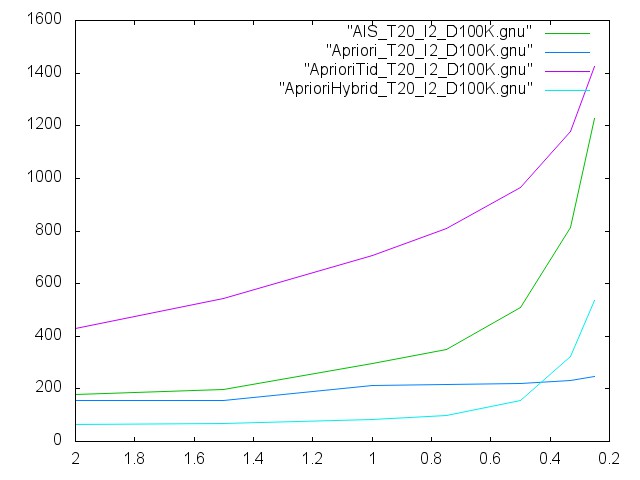 1600
1400
1200
1000
800
600
400
200
0
2 1.8 1.6 1.4 1.2 1 0.8 0.6 0.4 0.2
"AIS_T20_I2_D100K.gnu"
"Apriori_T20_I2_D100K.gnu"
"AprioriTid_T20_I2_D100K.gnu"
"AprioriHybrid_T20_I2_D100K.gnu"